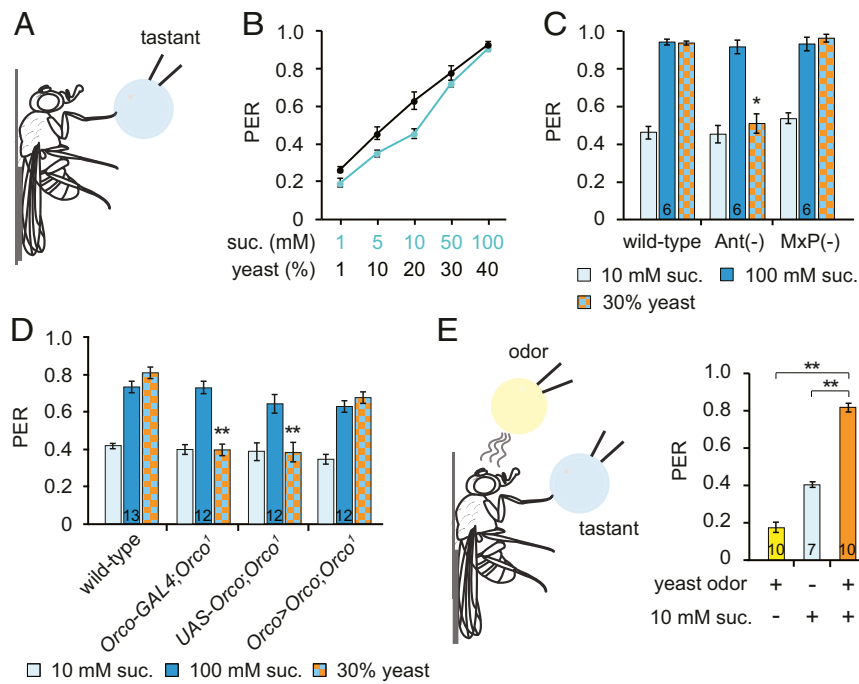 A
tastant
B
PER
1.0
0.8
0.6
0.4
0.2
0
suc. (mM) 1 5 10 50 100
yeast (%) 1 10 20 30 40
C
PER
1.0
0.8
0.6
0.4
0.2
0
*
6 6 6
wild-type Ant(-) MxP(-)
10 mM suc. 100 mM suc.
30% yeast
D
PER
1.0
0.8
0.6
0.4
0.2
0
** **
13 12 12 12
wild-type
Orco-GAL4;Orco¹
UAS-Orco;Orco¹
Orco>Orco;Orco¹
10 mM suc. 100 mM suc. 30% yeast
E
odor
tastant
PER
1.0
0.8
0.6
0.4
0.2
0
**
**
10 7 10
yeast odor + - +
10 mM suc. - + +